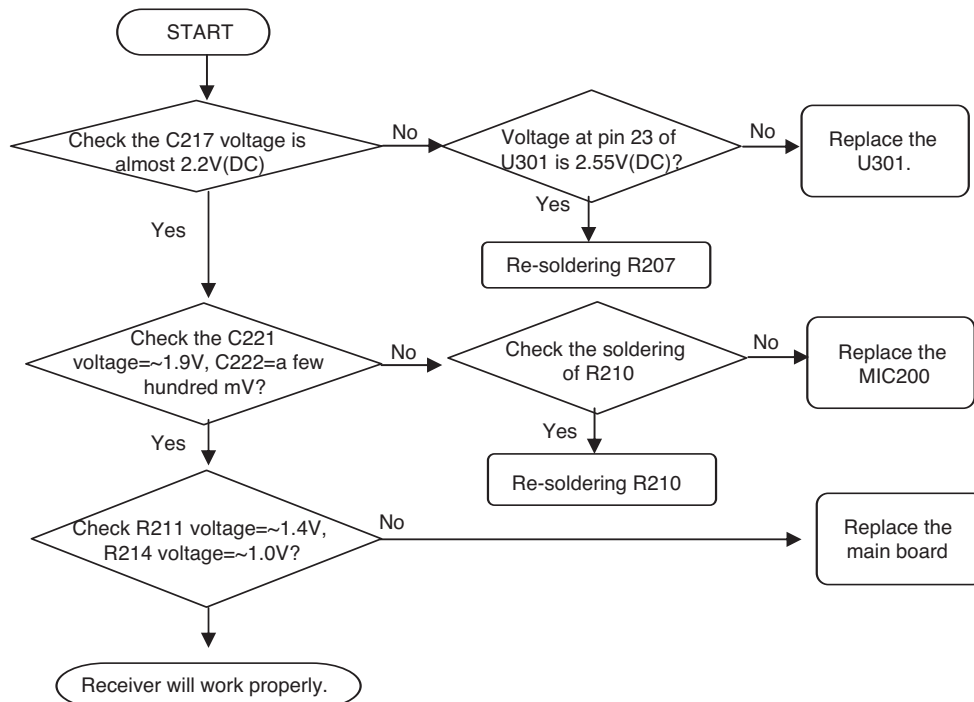 START
Check the C217 voltage is
almost 2.2V(DC)
No
Voltage at pin 23 of
U301 is 2.55V(DC)?
No
Replace the
U301.
Yes
Yes
Re-soldering R207
Check the C221
voltage=~1.9V, C222=a few
hundred mV?
No
Check the soldering
of R210
No
Replace the
MIC200
Yes
Yes
Re-soldering R210
Check R211 voltage=~1.4V,
R214 voltage=~1.0V?
No
Replace the
main board
Receiver will work properly.